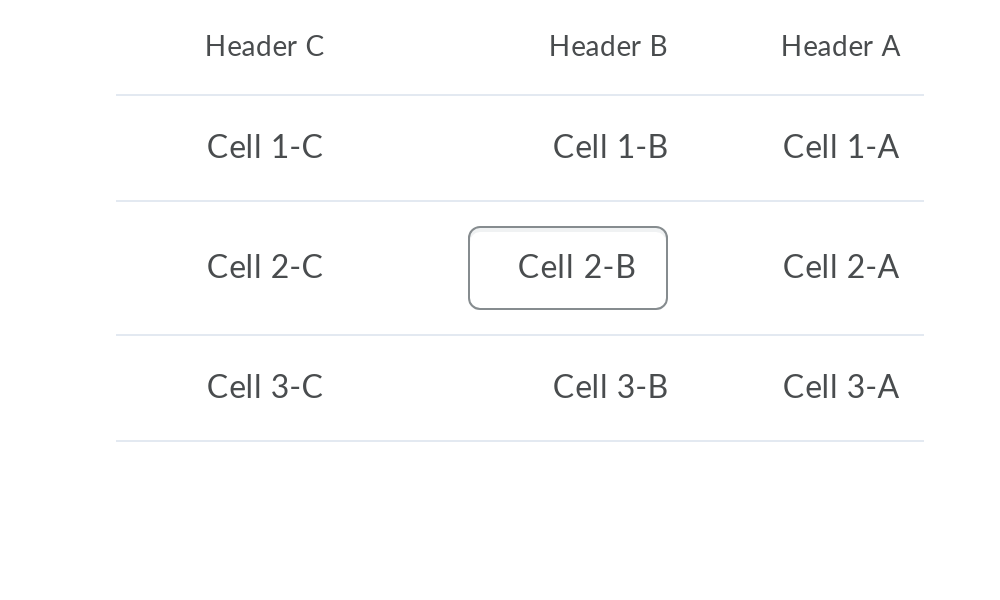 Header C Header B Header A
Cell 1-C Cell 1-B Cell 1-A
Cell 2-C Cell 2-B Cell 2-A
Cell 3-C Cell 3-B Cell 3-A